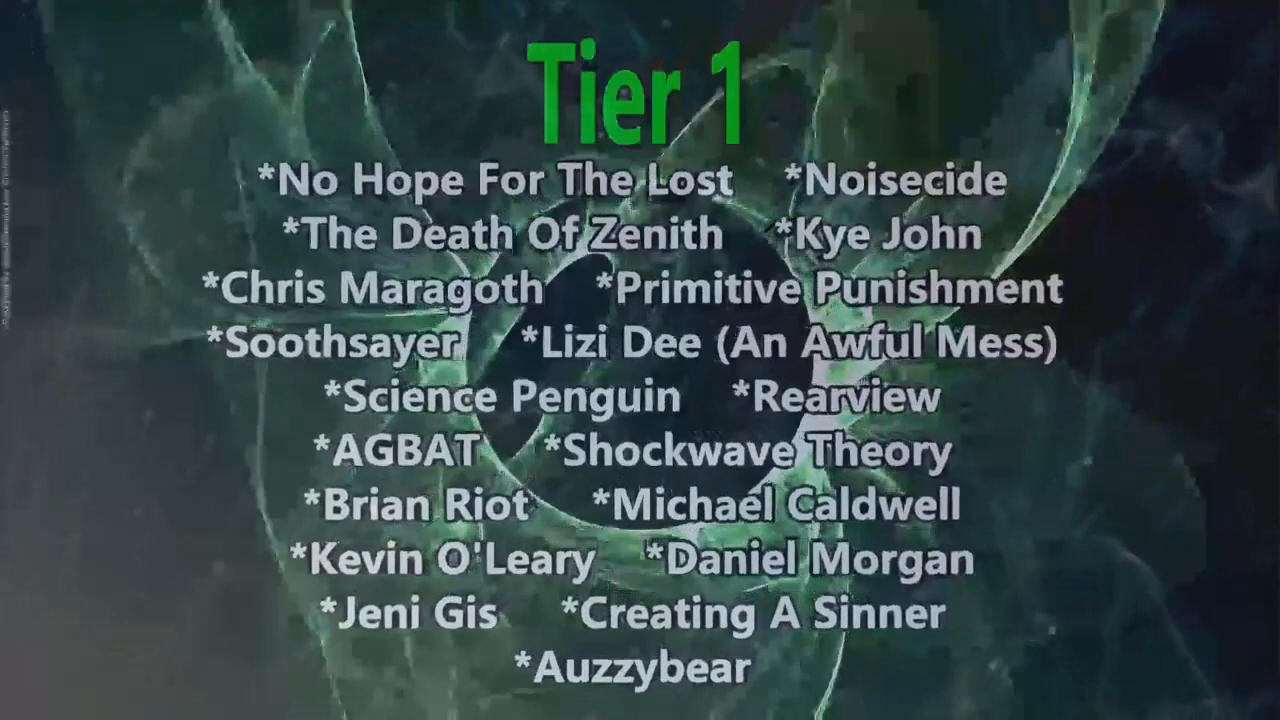 Tier 1
*No Hope For The Lost *Noisecide
*The Death Of Zenith *Kye John
*Chris Maragoth *Primitive Punishment
*Soothsayer *Lizi Dee (An Awful Mess)
*Science Penguin *Rearview
*AGBAT *Shockwave Theory
*Brian Riot *Michael Caldwell
*Kevin O'Leary *Daniel Morgan
*Jeni Gis *Creating A Sinner
*Auzzybear